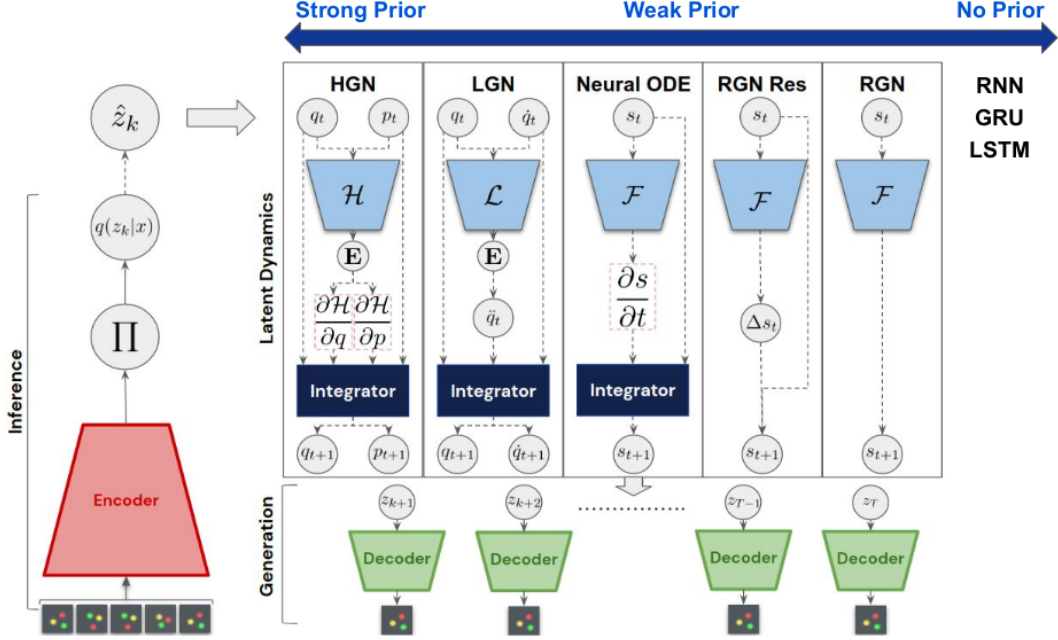 Strong Prior Weak Prior No Prior
HGN LGN Neural ODE RGN Res RGN
RNN
GRU
LSTM
Inference
ẑ_k
q(z_k|x)
∏
Encoder
Latent Dynamics
q_t p_t q_t q̇_t s_t s_t s_t
ℋ ℒ ℱ ℱ ℱ
E E
∂ℋ/∂q ∂ℋ/∂p q̈_t ∂s/∂t Δs_t
Integrator Integrator Integrator
q_{t+1} p_{t+1} q_{t+1} q̇_{t+1} s_{t+1} s_{t+1} s_{t+1}
Generation
z_{k+1} z_{k+2} ................ z_{T−1} z_T
Decoder Decoder Decoder Decoder